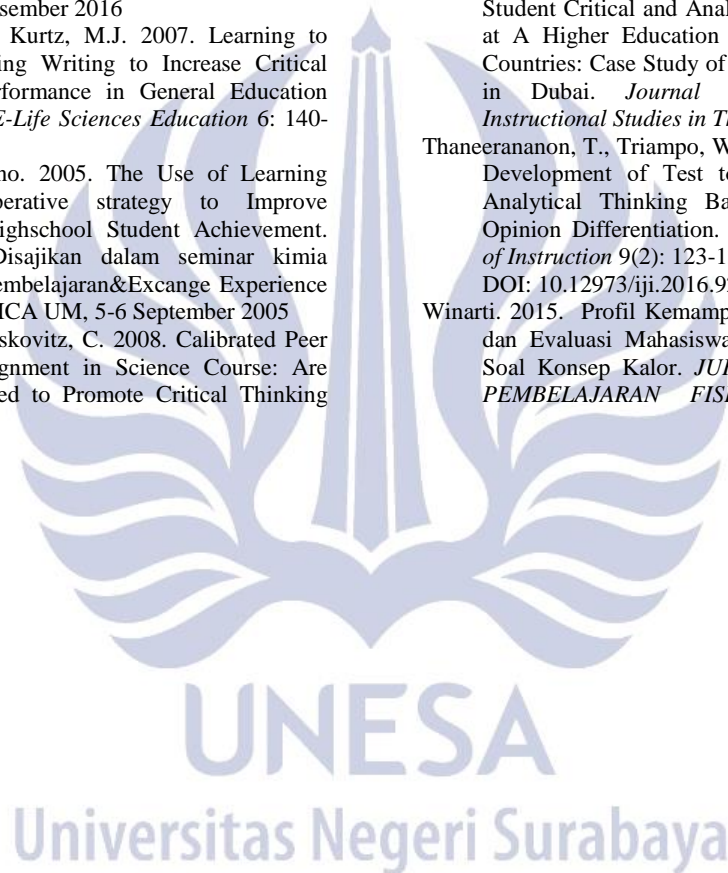 sember 2016
Kurtz, M.J. 2007. Learning to
ing Writing to Increase Critical
rformance in General Education
E-Life Sciences Education 6: 140-
no. 2005. The Use of Learning
perative strategy to Improve
ighschool Student Achievement.
Disajikan dalam seminar kimia
embelajaran&Excange Experience
IICA UM, 5-6 September 2005
skovitz, C. 2008. Calibrated Peer
gnment in Science Course: Are
ed to Promote Critical Thinking
Student Critical and Anal
at A Higher Education
Countries: Case Study of
in Dubai. Journal
Instructional Studies in Th
Thaneerananon, T., Triampo, W
Development of Test to
Analytical Thinking Ba
Opinion Differentiation.
of Instruction 9(2): 123-1
DOI: 10.12973/iji.2016.92
Winarti. 2015. Profil Kemamp
dan Evaluasi Mahasiswa
Soal Konsep Kalor. JUR
PEMBELAJARAN FISI
UNESA
Universitas Negeri Surabaya